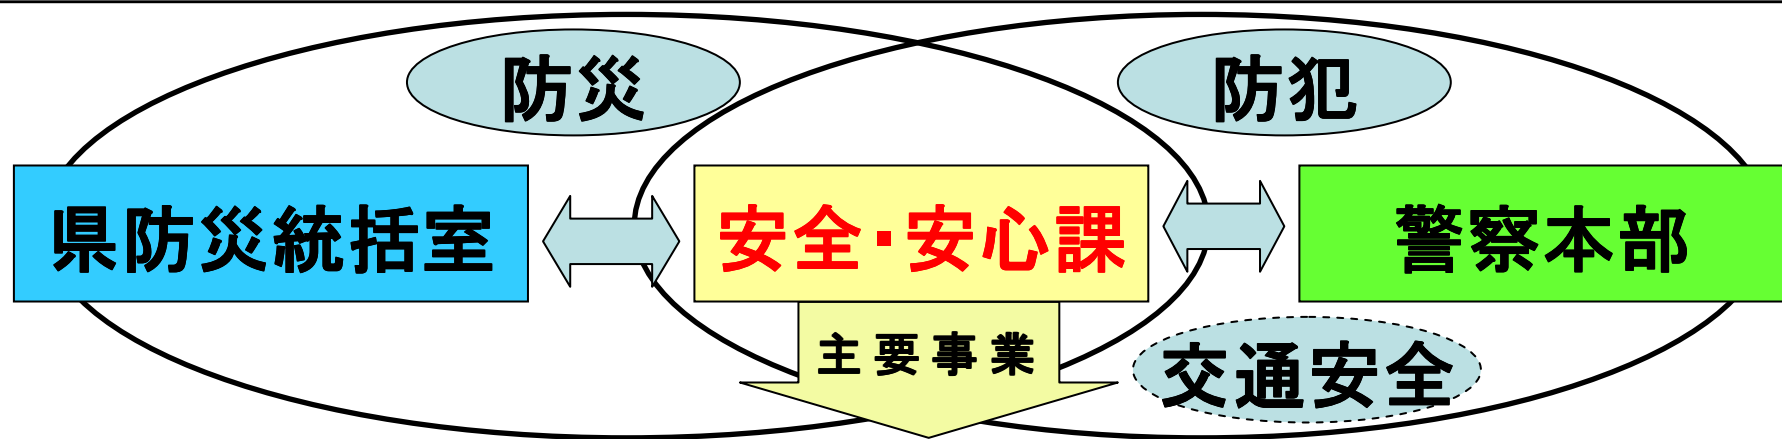 防災
防犯
県防災統括室
安全・安心課
警察本部
主要事業
交通安全